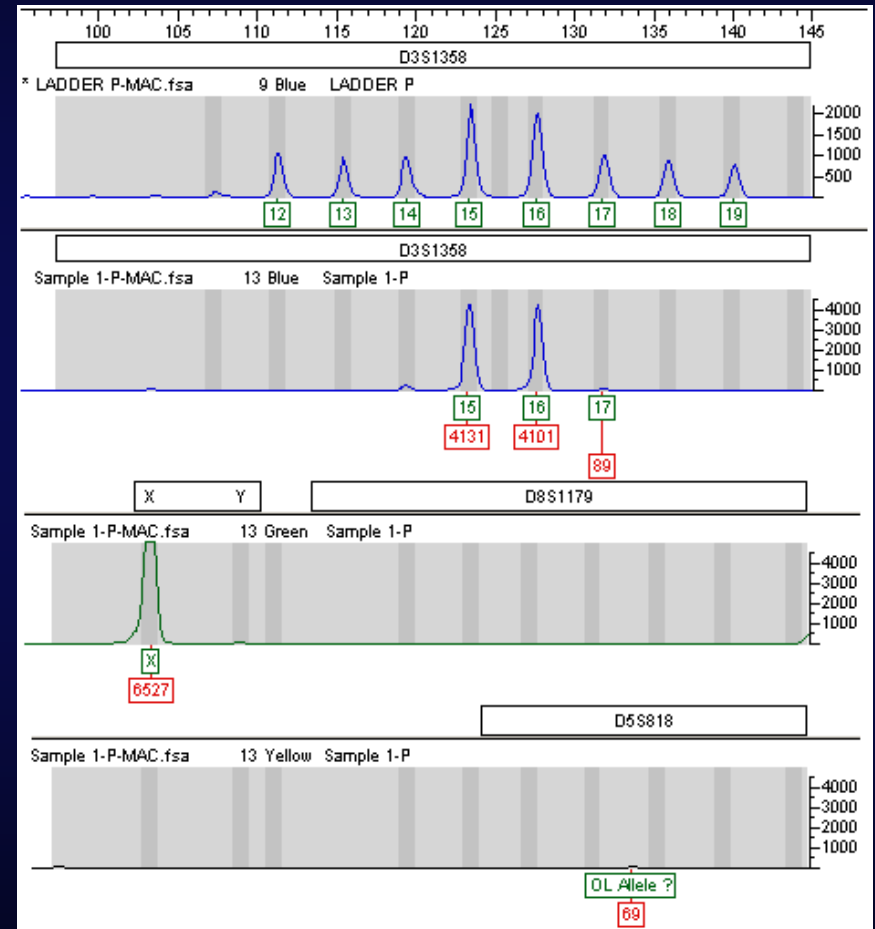 100 105 110 115 120 125 130 135 140 145
D3S1358
* LADDER P-MAC.fsa 9 Blue LADDER P
2000
1500
1000
500
12 13 14 15 16 17 18 19
D3S1358
Sample 1-P-MAC.fsa 13 Blue Sample 1-P
4000
3000
2000
1000
15 16 17
4131 4101
89
X Y D8S1179
Sample 1-P-MAC.fsa 13 Green Sample 1-P
4000
3000
2000
1000
X
6527
D5S818
Sample 1-P-MAC.fsa 13 Yellow Sample 1-P
4000
3000
2000
1000
OL Allele ?
69